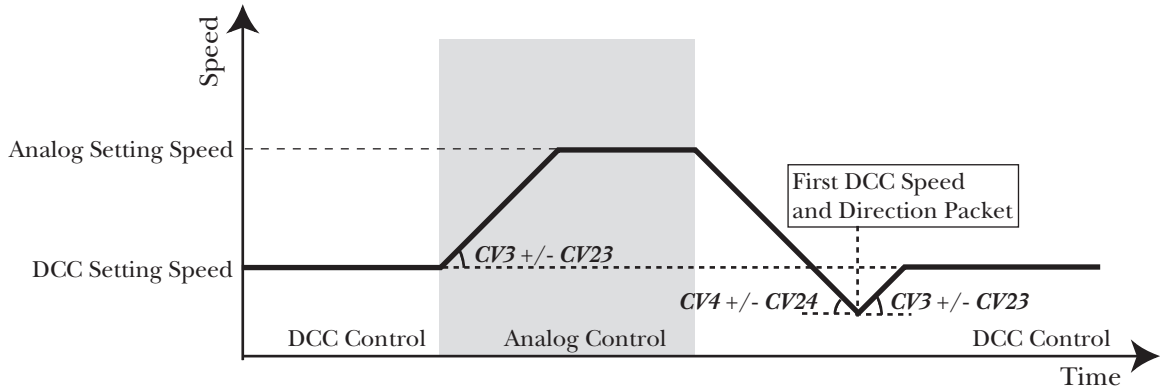 Speed
Analog Setting Speed
First DCC Speed
and Direction Packet
CV3 +/- CV23
DCC Setting Speed
CV4 +/- CV24
CV3 +/- CV23
DCC Control
Analog Control
DCC Control
Time